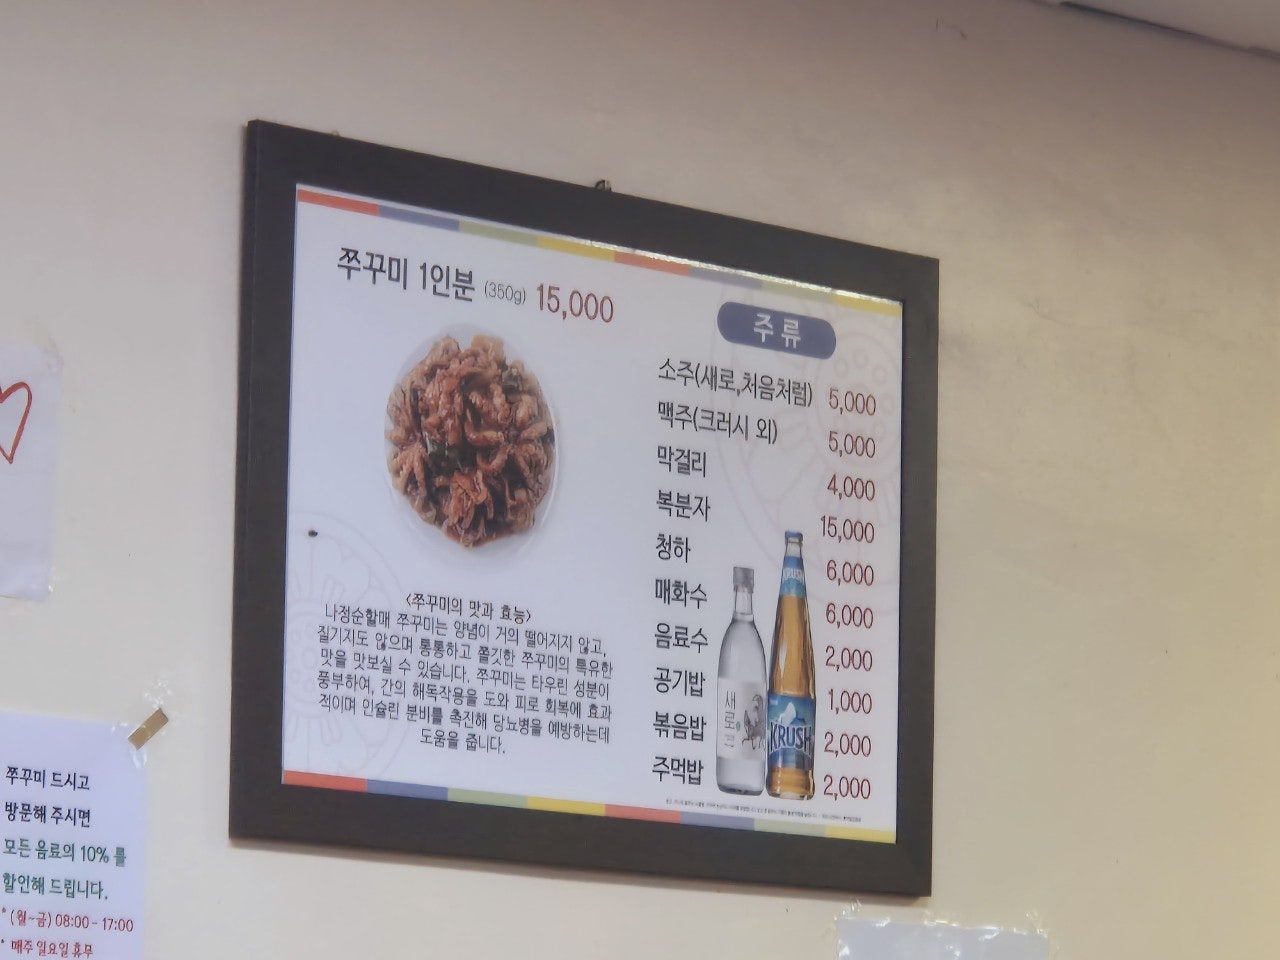 쭈꾸미 1인분 (350g) 15,000
<쭈꾸미의 맛과 효능>
나정순할매 쭈꾸미는 양념이 거의 떨어지지 않고,
질기지도 않으며 통통하고 쫄깃한 쭈꾸미의 특유한
맛을 맛보실 수 있습니다. 쭈꾸미는 타우린 성분이
풍부하여, 간의 해독작용을 도와 피로 회복에 효과
적이며 인슐린 분비를 촉진해 당뇨병을 예방하는데
도움을 줍니다.
주류
소주(새로,처음처럼) 5,000
맥주(크러시 외) 5,000
막걸리 4,000
복분자 15,000
청하 6,000
매화수 6,000
음료수 2,000
공기밥 1,000
볶음밥 2,000
주먹밥 2,000
새로
KRUSH
KRUSH
쭈꾸미 드시고
방문해 주시면
모든 음료의 10% 를
할인해 드립니다.
* (월~금) 08:00 - 17:00
* 매주 일요일 휴무